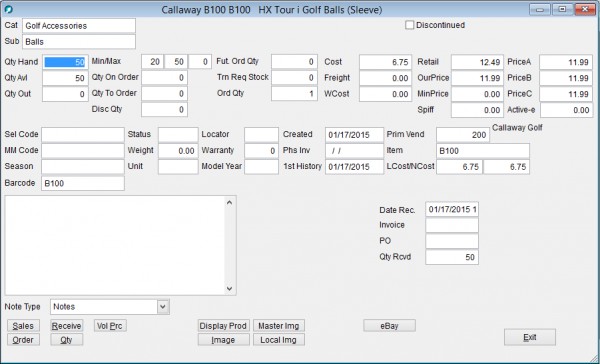 Callaway B100 B100 HX Tour i Golf Balls (Sleeve)
Cat Golf Accessories Discontinued
Sub Balls
Qty Hand 50 Min/Max 20 50 0 Fut. Ord Qty 0 Cost 6.75 Retail 12.49 PriceA 11.99
Qty Avl 50 Qty On Order 0 Trn Req Stock 0 Freight 0.00 OurPrice 11.99 PriceB 11.99
Qty Out 0 Qty To Order 0 Ord Qty 1 WCost 0.00 MinPrice 0.00 PriceC 11.99
Disc Qty 0 Spiff 0.00 Active-e 0.00
Sel Code Status Locator Created 01/17/2015 Prim Vend 200 Callaway Golf
MM Code Weight 0.00 Warranty 0 Phs Inv / / Item B100
Season Unit Model Year 1st History 01/17/2015 LCost/NCost 6.75 6.75
Barcode B100
Date Rec. 01/17/2015 1
Invoice
PO
Qty Rcvd 50
Note Type Notes
Sales Receive Vol Prc Display Prod Master Img eBay Exit
Order Qty Image Local Img